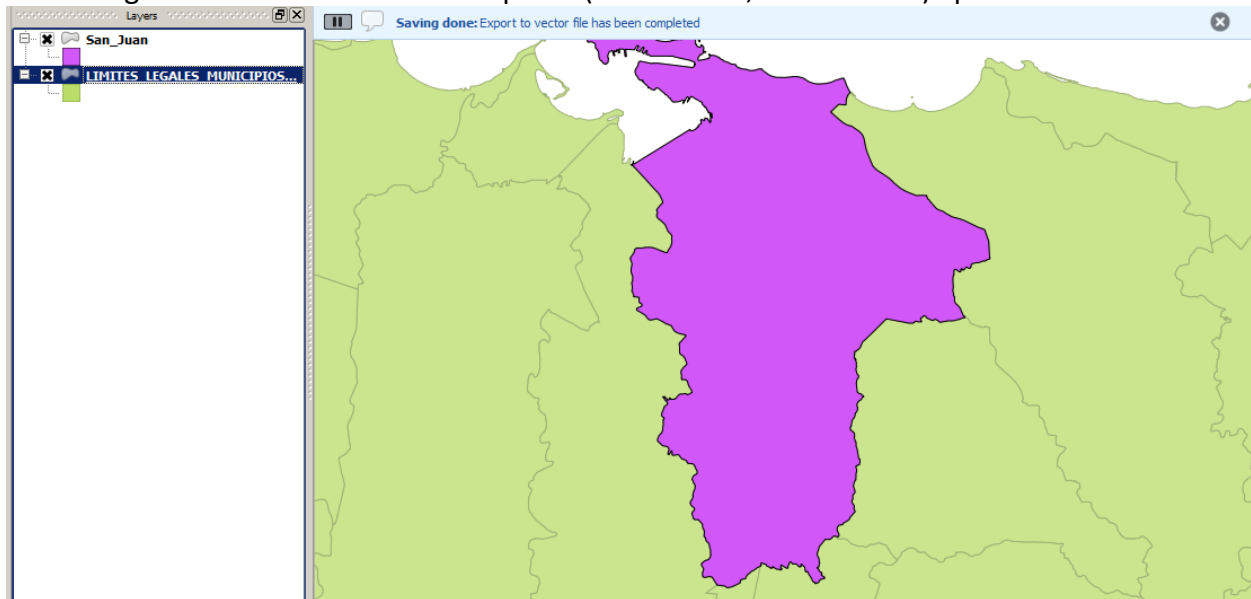 Layers
Saving done: Export to vector file has been completed
San_Juan
LIMITES_LEGALES_MUNICIPIOS...